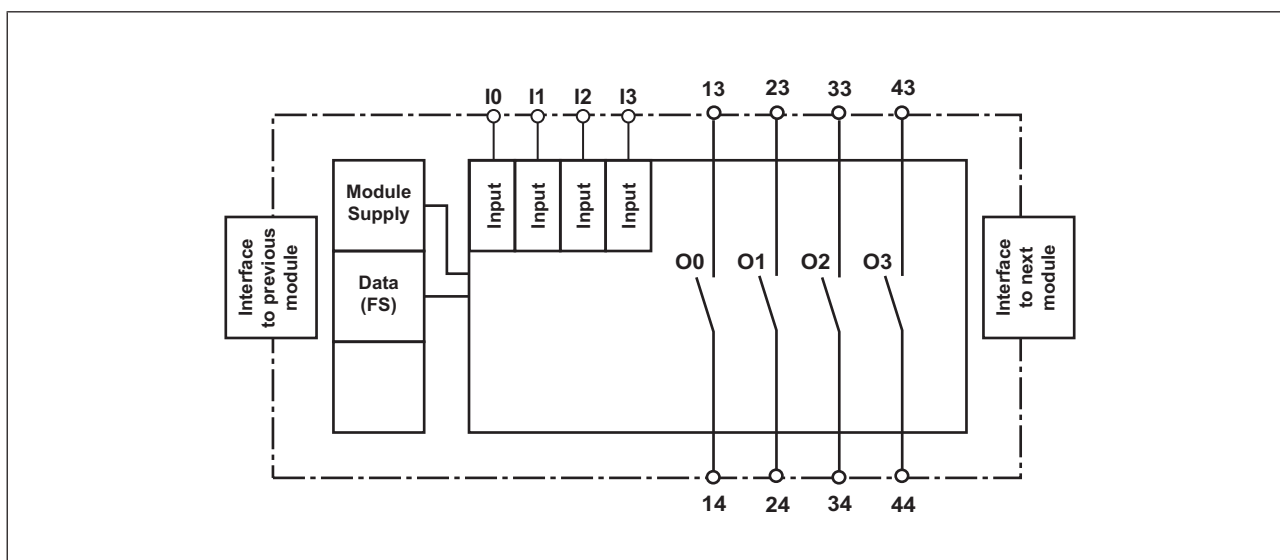 I0 I1 I2 I3 13 23 33 43
Interface
to previous
module
Module
Supply
Data
(FS)
Input
Input
Input
Input
O0 O1 O2 O3
Interface
to next
module
14 24 34 44